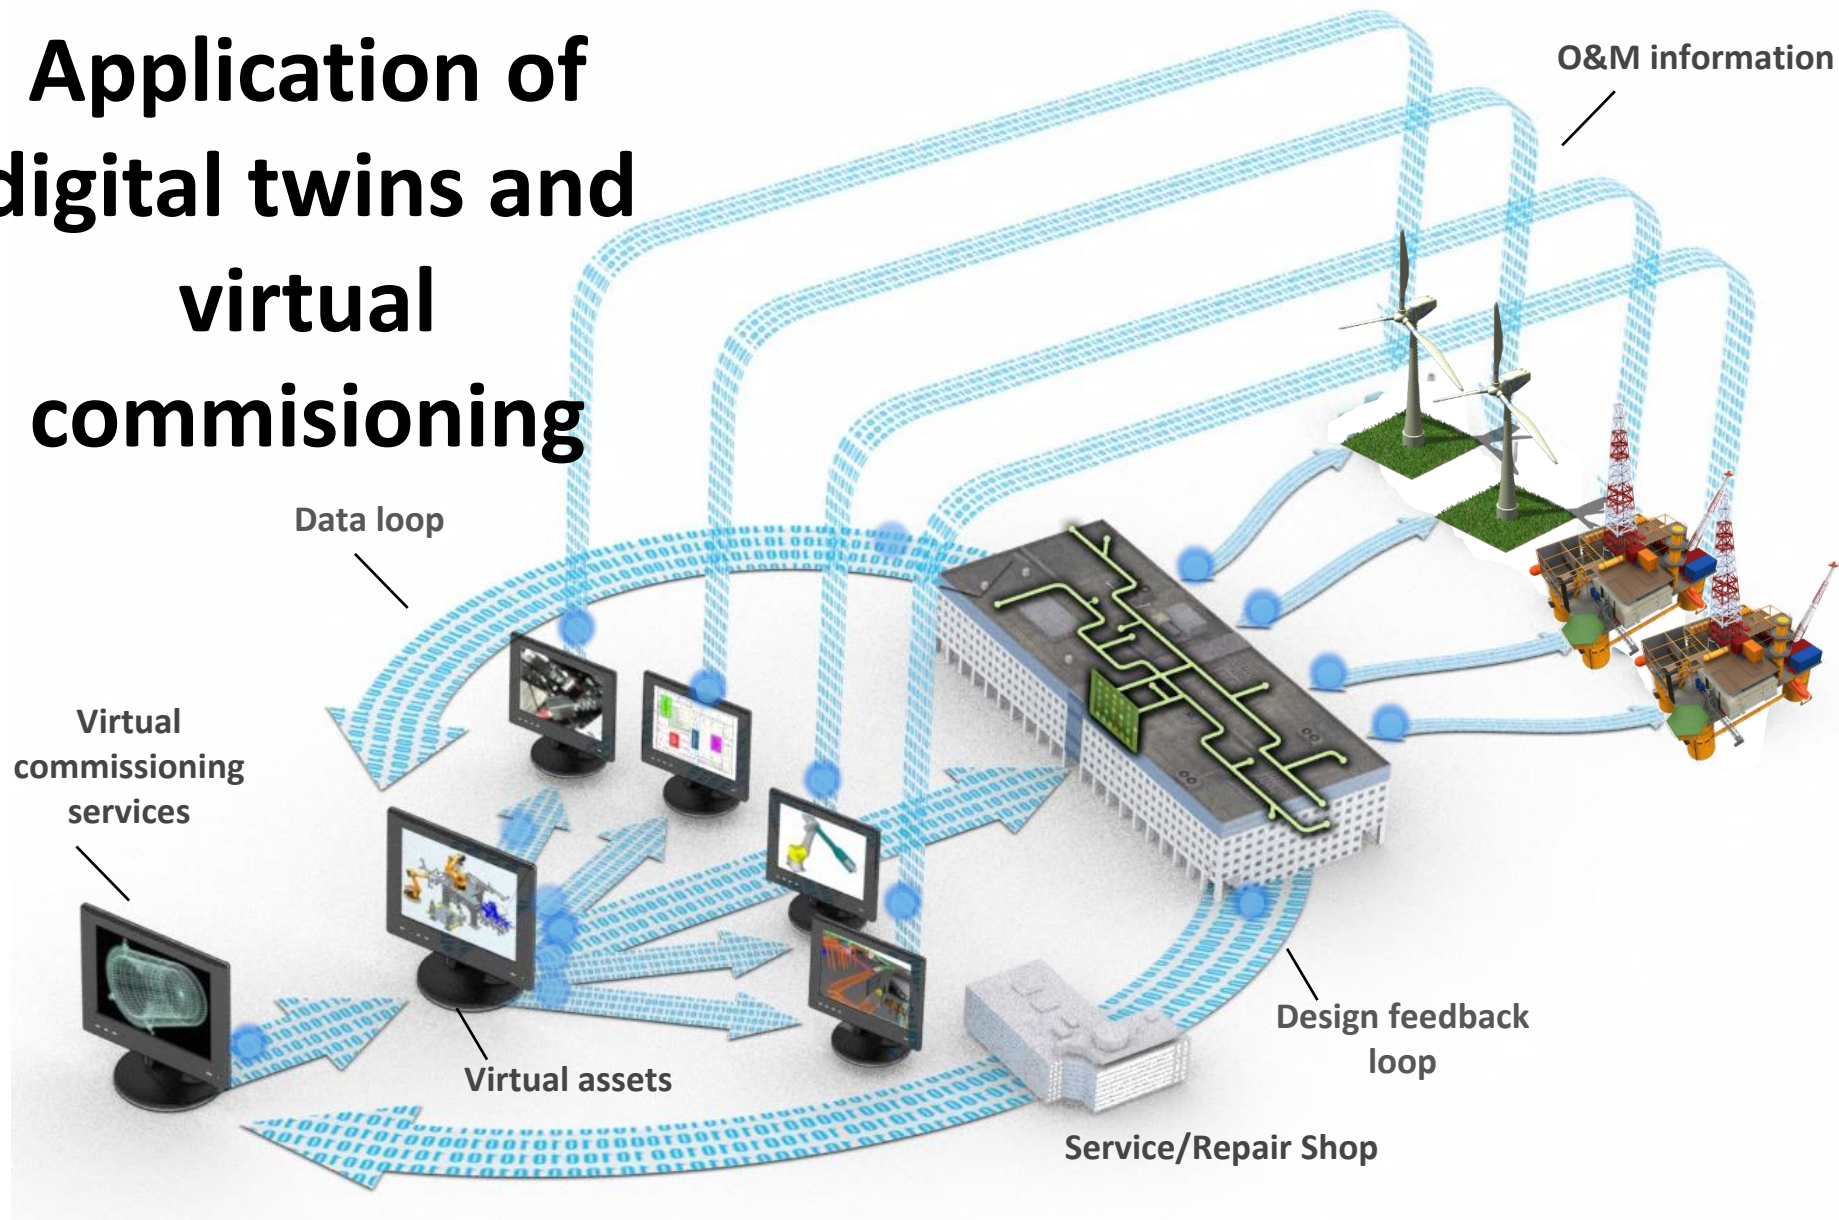 Application of
digital twins and
virtual
commisioning
O&M information
Data loop
Virtual
commissioning
services
Virtual assets
Design feedback
loop
Service/Repair Shop